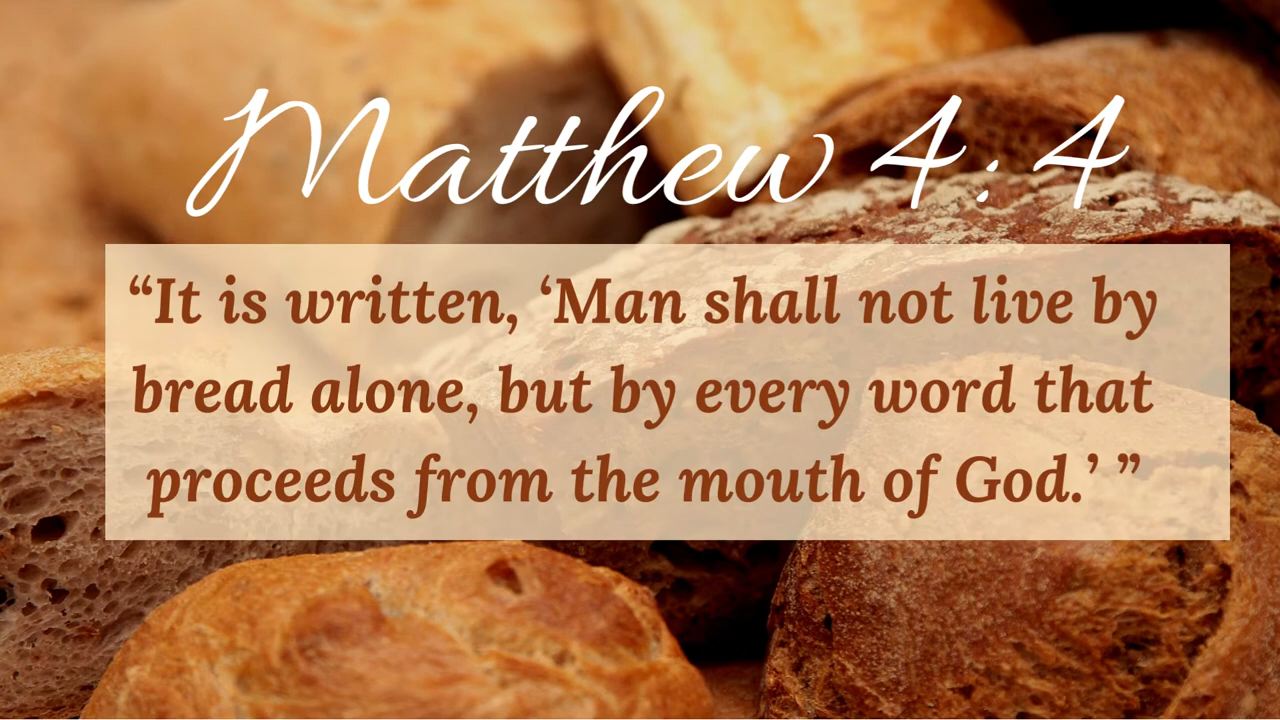 Matthew 4:4
“It is written, ‘Man shall not live by
bread alone, but by every word that
proceeds from the mouth of God.’ ”